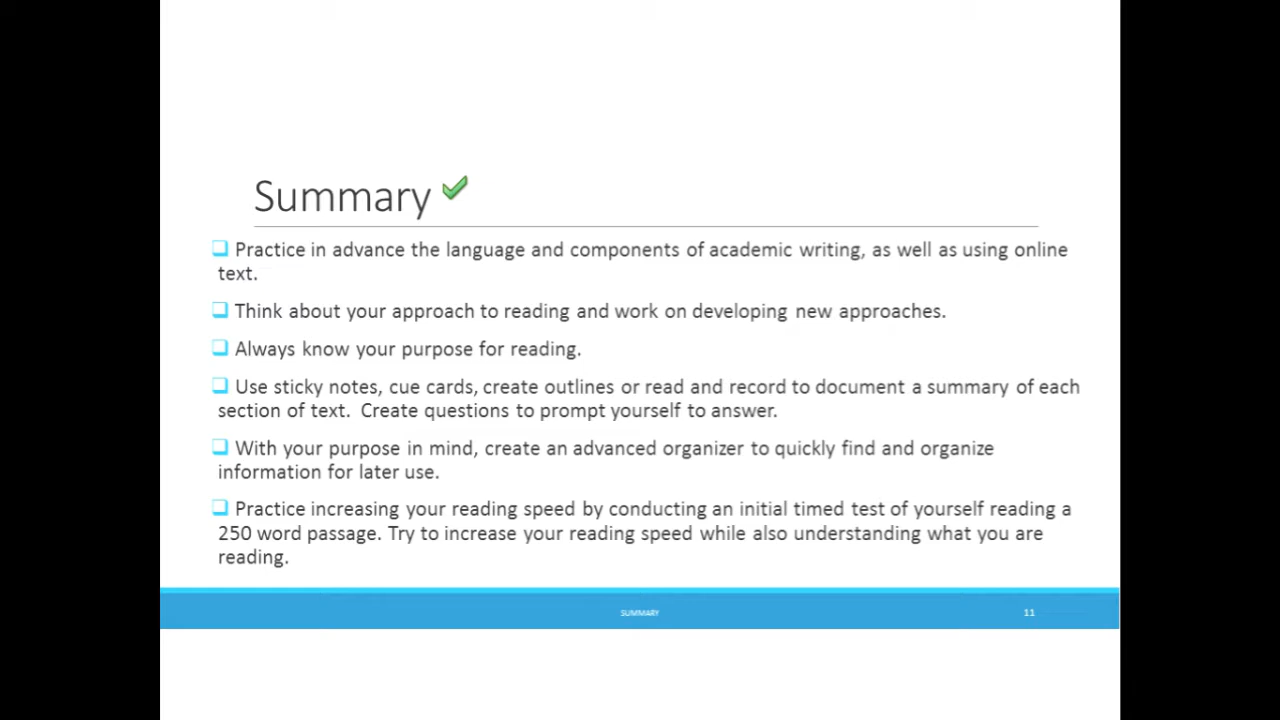 Summary
Practice in advance the language and components of academic writing, as well as using online
text.
Think about your approach to reading and work on developing new approaches.
Always know your purpose for reading.
Use sticky notes, cue cards, create outlines or read and record to document a summary of each
section of text.  Create questions to prompt yourself to answer.
With your purpose in mind, create an advanced organizer to quickly find and organize
information for later use.
Practice increasing your reading speed by conducting an initial timed test of yourself reading a
250 word passage. Try to increase your reading speed while also understanding what you are
reading.
SUMMARY
11